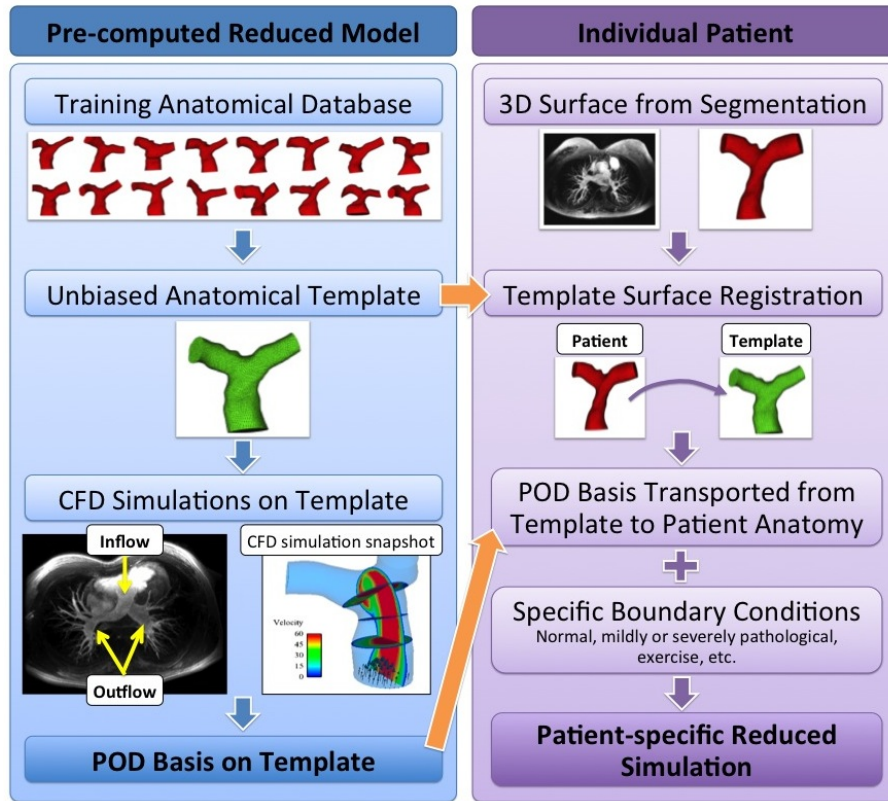 Pre-computed Reduced Model
Training Anatomical Database
Unbiased Anatomical Template
CFD Simulations on Template
Inflow
Outflow
CFD simulation snapshot
Velocity
60
45
30
15
0
POD Basis on Template
Individual Patient
3D Surface from Segmentation
Template Surface Registration
Patient
Template
POD Basis Transported from
Template to Patient Anatomy
Specific Boundary Conditions
Normal, mildly or severely pathological,
exercise, etc.
Patient-specific Reduced
Simulation